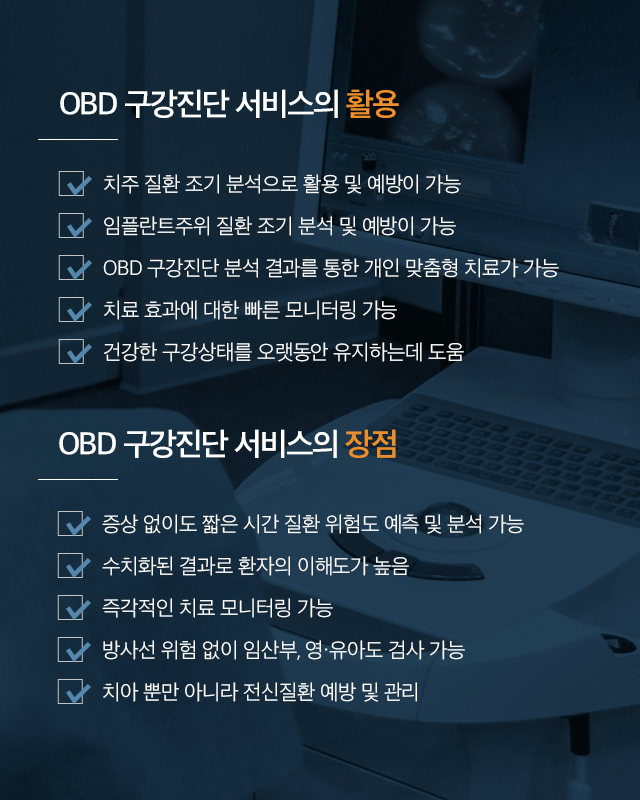 OBD 구강진단 서비스의 활용
치주 질환 조기 분석으로 활용 및 예방이 가능
임플란트주위 질환 조기 분석 및 예방이 가능
OBD 구강진단 분석 결과를 통한 개인 맞춤형 치료가 가능
치료 효과에 대한 빠른 모니터링 가능
건강한 구강상태를 오랫동안 유지하는데 도움
OBD 구강진단 서비스의 장점
증상 없이도 짧은 시간 질환 위험도 예측 및 분석 가능
수치화된 결과로 환자의 이해도가 높음
즉각적인 치료 모니터링 가능
방사선 위험 없이 임산부, 영·유아도 검사 가능
치아 뿐만 아니라 전신질환 예방 및 관리